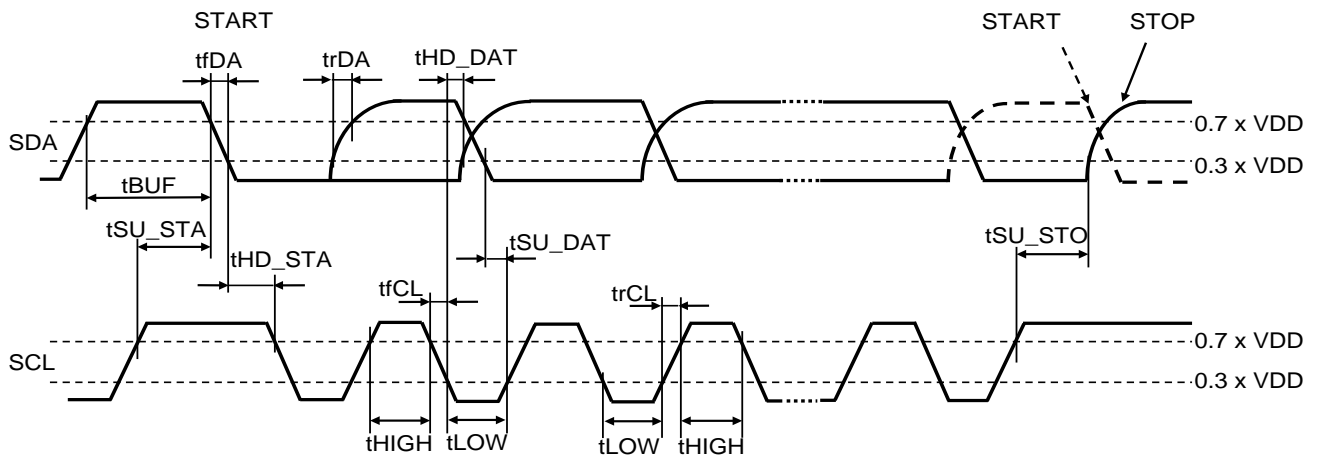 START
START
STOP
tfDA
trDA
tHD_DAT
SDA
0.7 x VDD
0.3 x VDD
tBUF
tSU_STA
tHD_STA
tSU_DAT
tSU_STO
tfCL
trCL
SCL
0.7 x VDD
0.3 x VDD
tHIGH
tLOW
tLOW
tHIGH